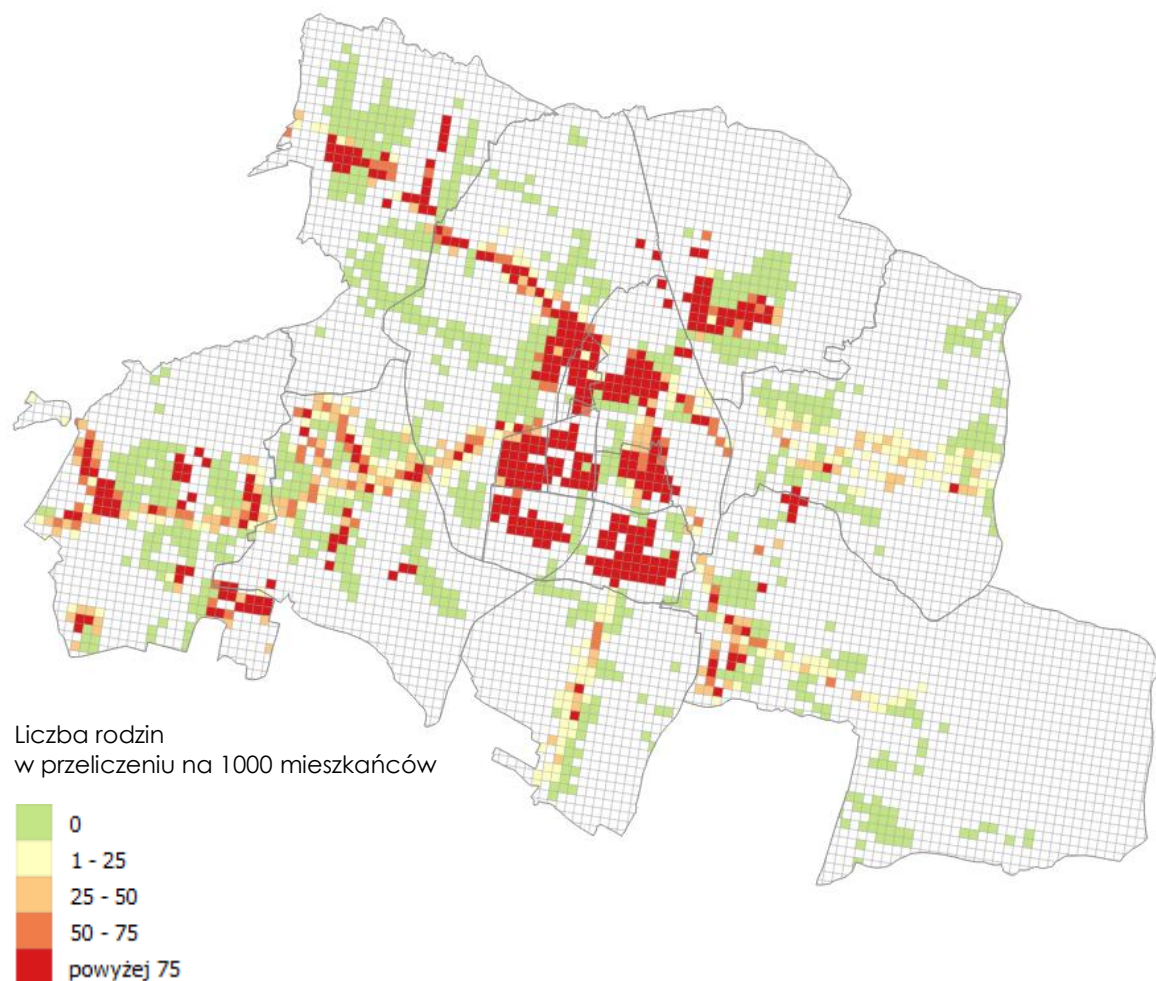 Liczba rodzin
w przeliczeniu na 1000 mieszkańców
0
1 - 25
25 - 50
50 - 75
powyżej 75